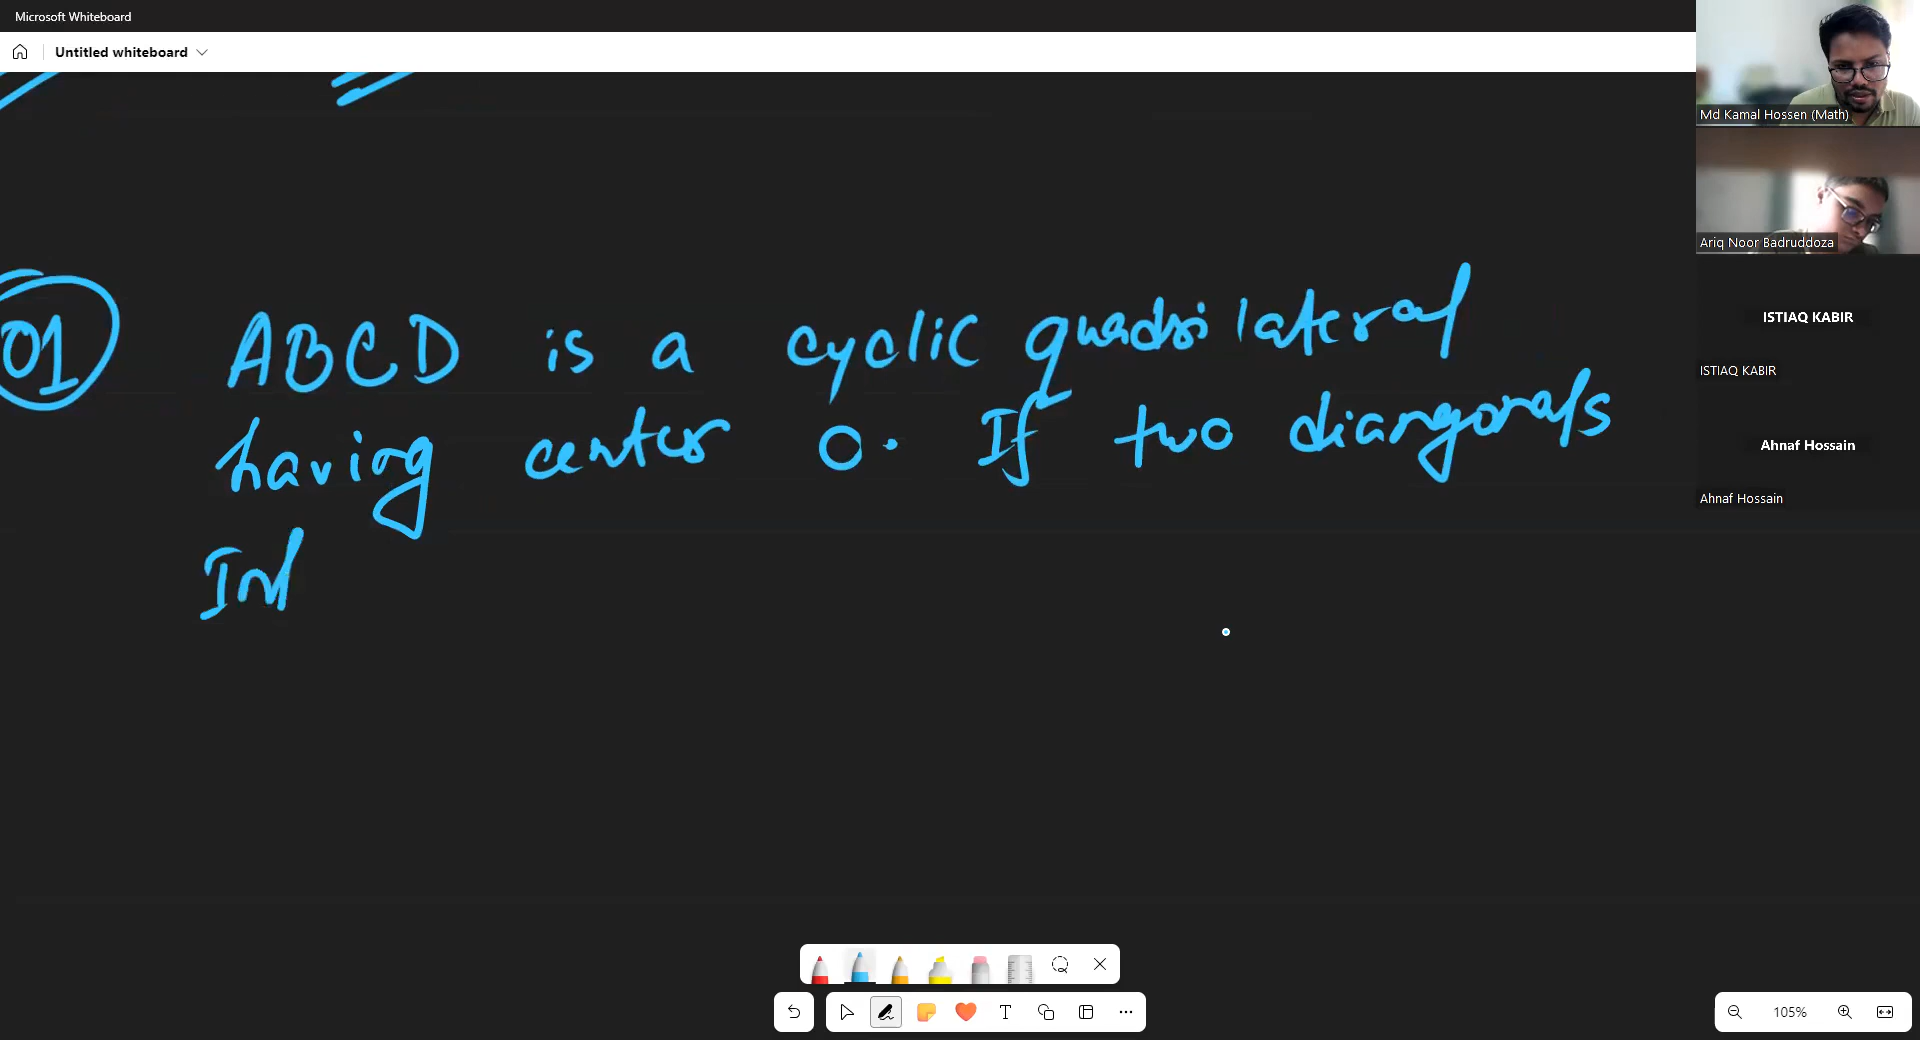 Microsoft Whiteboard
Untitled whiteboard
01 ABCD is a cyclic quadrilateral
having center O. If two diangonals
Int
Md Kamal Hossen (Math)
Ariq Noor Badruddoza
ISTIAQ KABIR
ISTIAQ KABIR
Ahnaf Hossain
Ahnaf Hossain
T
105%